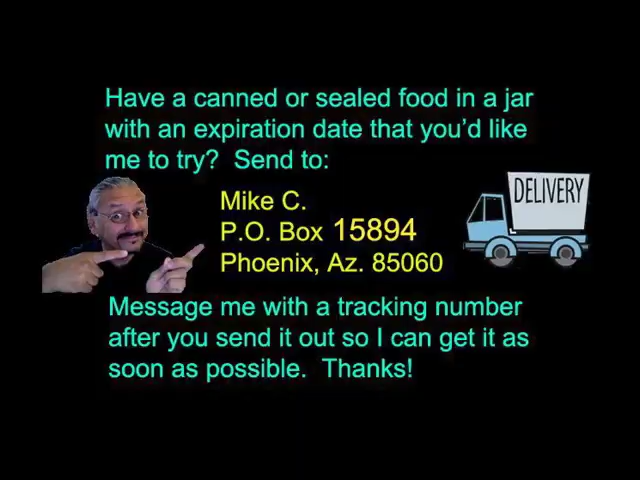 Have a canned or sealed food in a jar
with an expiration date that you'd like
me to try?  Send to:
Mike C.
P.O. Box 15894
Phoenix, Az. 85060
DELIVERY
Message me with a tracking number
after you send it out so I can get it as
soon as possible.  Thanks!